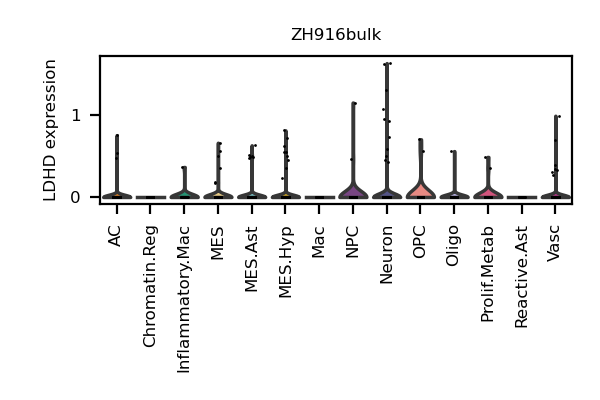 ZH916bulk
LDHD expression
1
0
AC
Chromatin.Reg
Inflammatory.Mac
MES
MES.Ast
MES.Hyp
Mac
NPC
Neuron
OPC
Oligo
Prolif.Metab
Reactive.Ast
Vasc